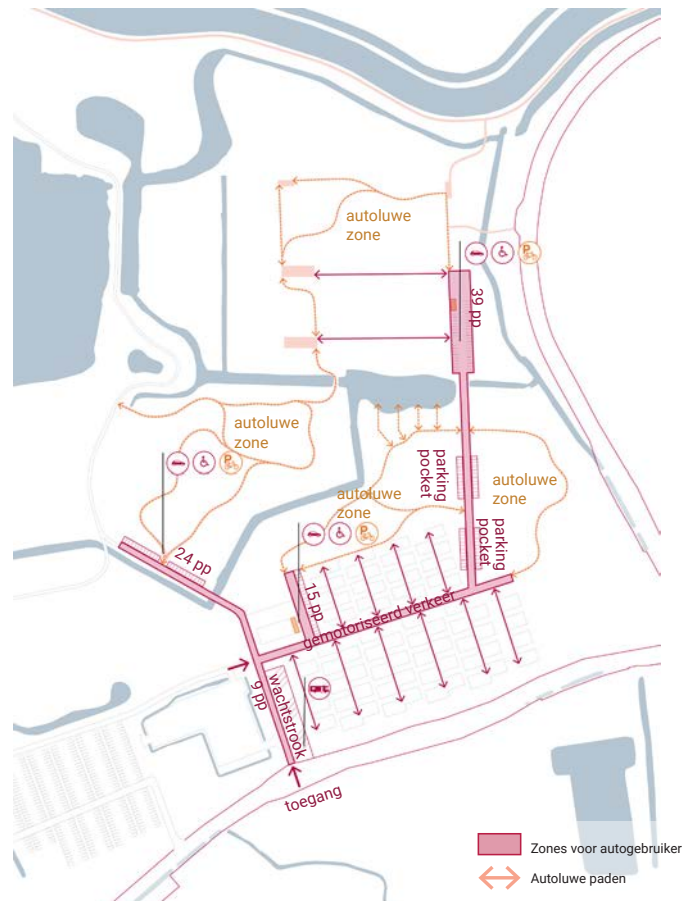 autoluwe
zone
39 pp
P
autoluwe
zone
P
parking
pocket
autoluwe
zone
autoluwe
zone
P
parking
pocket
24 pp
15 pp
gemotoriseerd verkeer
9 pp
wachtstrook
toegang
Zones voor autogebruiker
Autoluwe paden